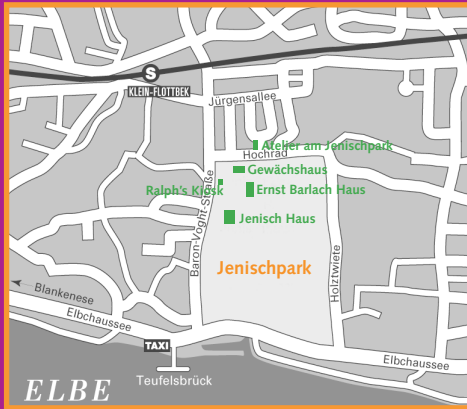 S
KLEIN-FLOTTBEK
Jürgensallee
Atelier am Jenischpark
Hochrad
Gewächshaus
Ralph's Kiosk
Ernst Barlach Haus
Jenisch Haus
Baron-Voght-Straße
Jenischpark
Holztwiete
Blankenese
Elbchaussee
TAXI
Elbchaussee
Teufelsbrück
ELBE